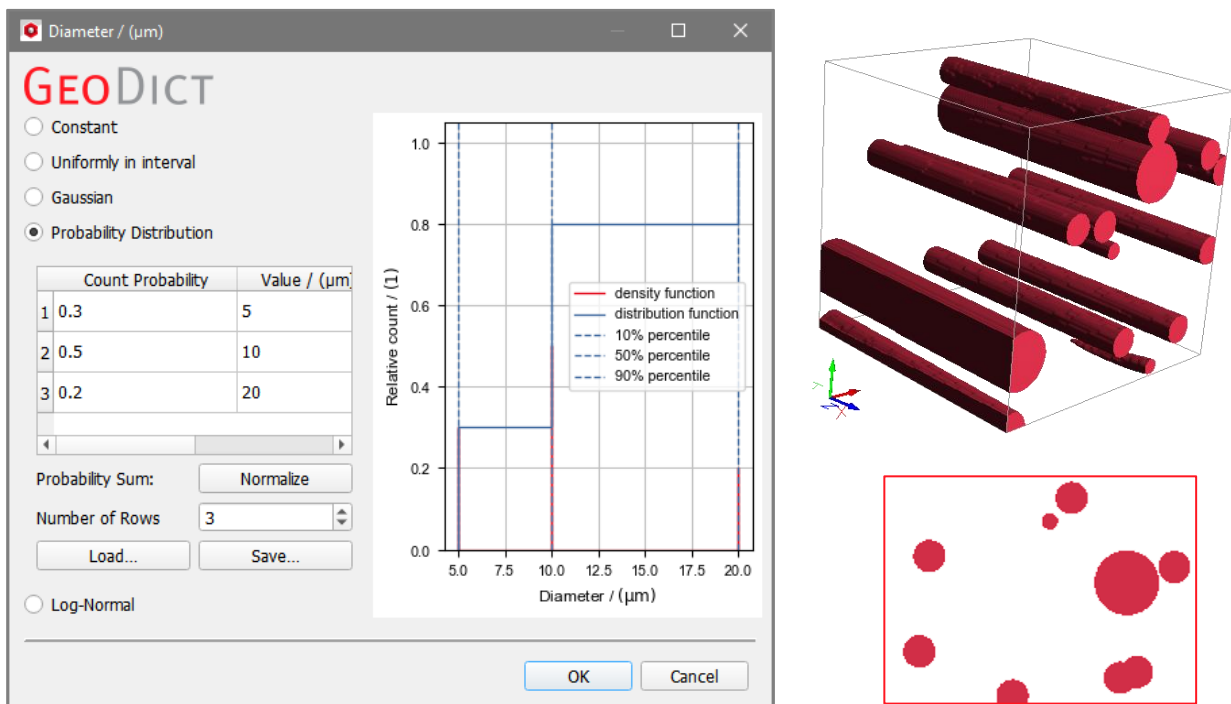 Diameter / (µm)
GEODICT
Constant
Uniformly in interval
Gaussian
Probability Distribution
Count Probability Value / (µm)
1 0.3 5
2 0.5 10
3 0.2 20
Probability Sum: Normalize
Number of Rows 3
Load... Save...
Log-Normal
Relative count / (1)
1.0
0.8
0.6
0.4
0.2
0.0
density function
distribution function
10% percentile
50% percentile
90% percentile
5.0 7.5 10.0 12.5 15.0 17.5 20.0
Diameter / (µm)
OK Cancel